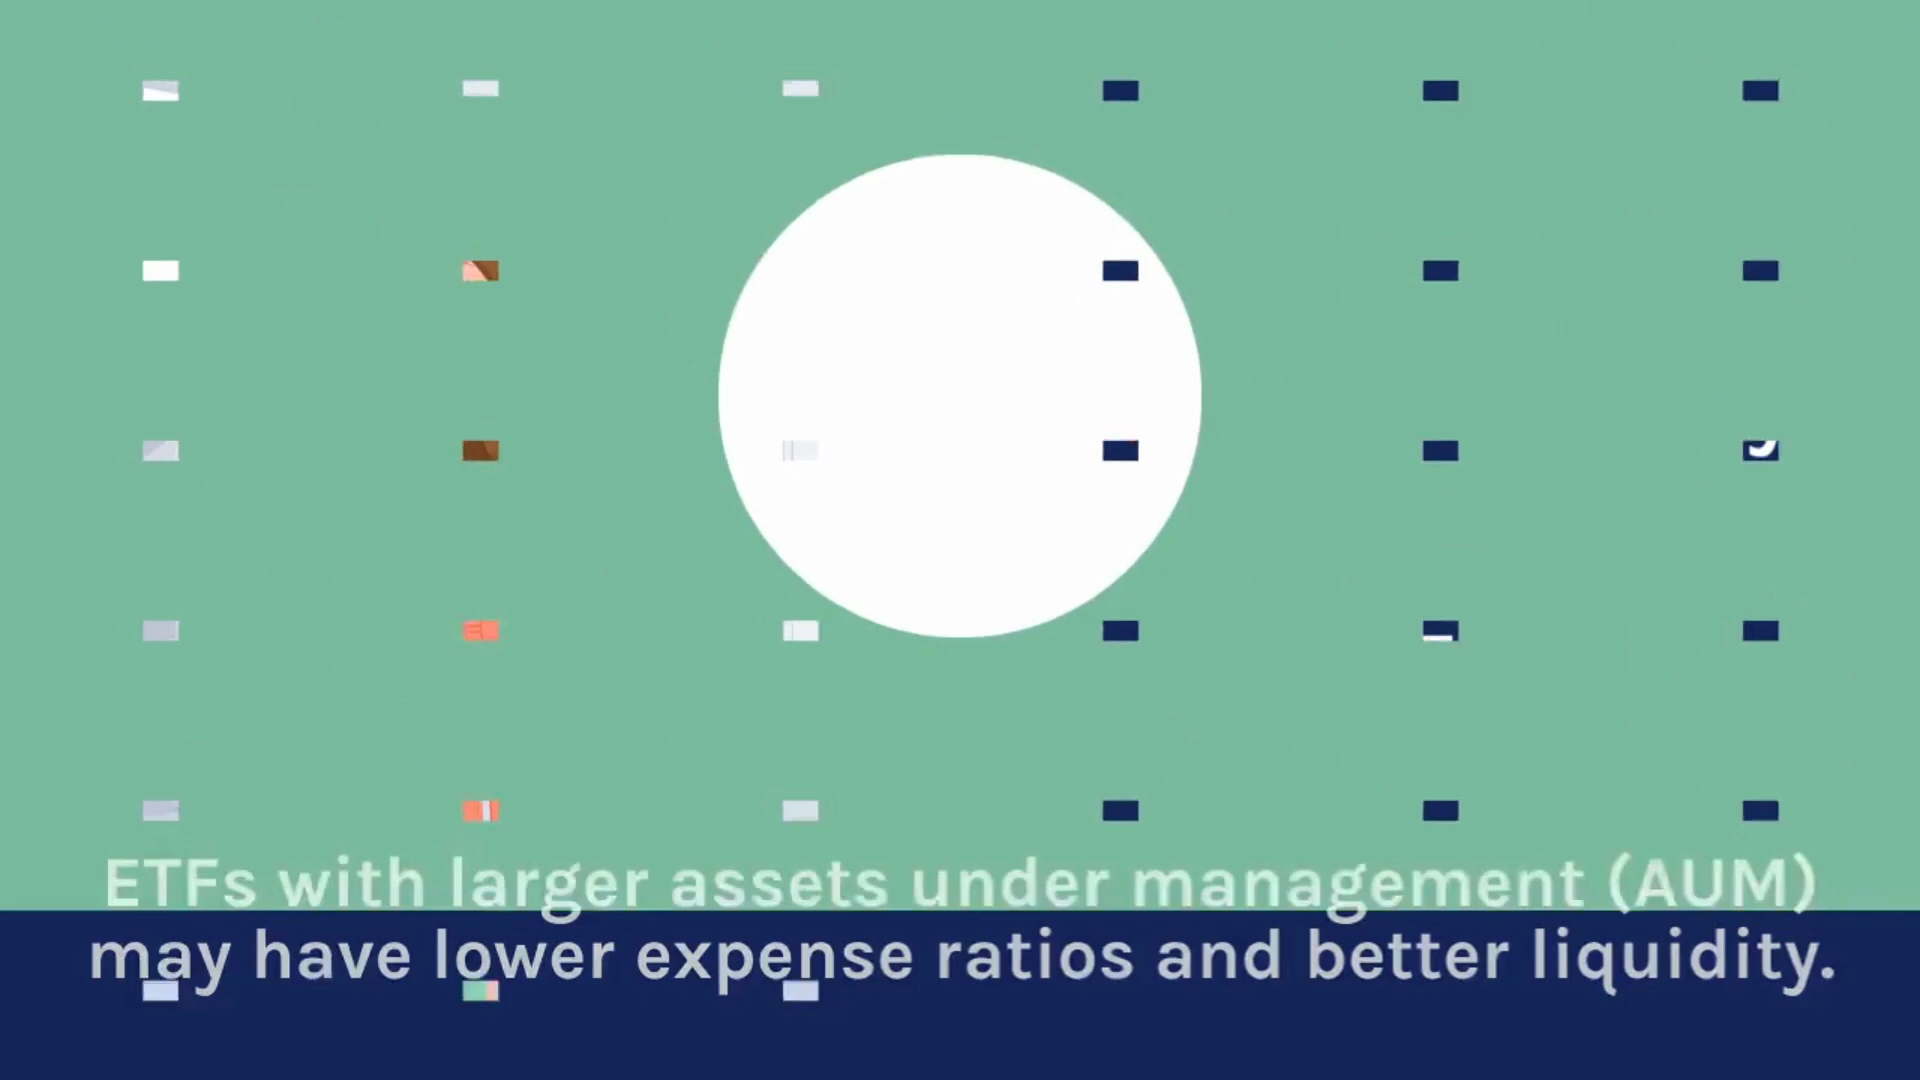 ETFs with larger assets under management (AUM)
may have lower expense ratios and better liquidity.